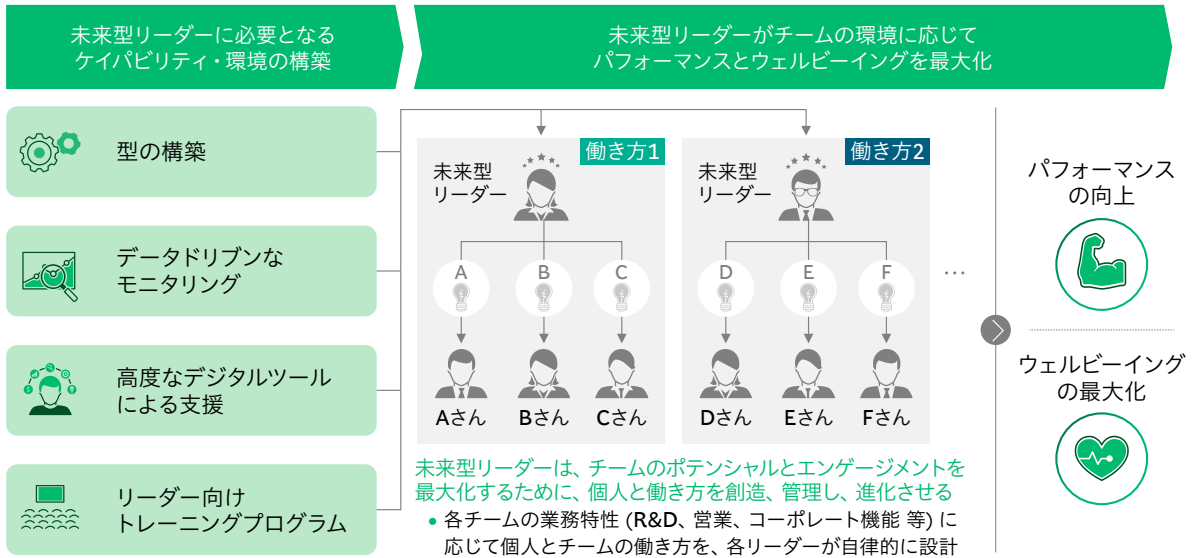 未来型リーダーに必要となる
ケイパビリティ・環境の構築
未来型リーダーがチームの環境に応じて
パフォーマンスとウェルビーイングを最大化
型の構築
データドリブンな
モニタリング
高度なデジタルツール
による支援
リーダー向け
トレーニングプログラム
働き方1
未来型
リーダー
A
B
C
Aさん
Bさん
Cさん
働き方2
未来型
リーダー
D
E
F
Dさん
Eさん
Fさん
…
未来型リーダーは、チームのポテンシャルとエンゲージメントを
最大化するために、個人と働き方を創造、管理し、進化させる
• 各チームの業務特性 (R&D、営業、コーポレート機能 等) に
応じて個人とチームの働き方を、各リーダーが自律的に設計
パフォーマンス
の向上
ウェルビーイング
の最大化